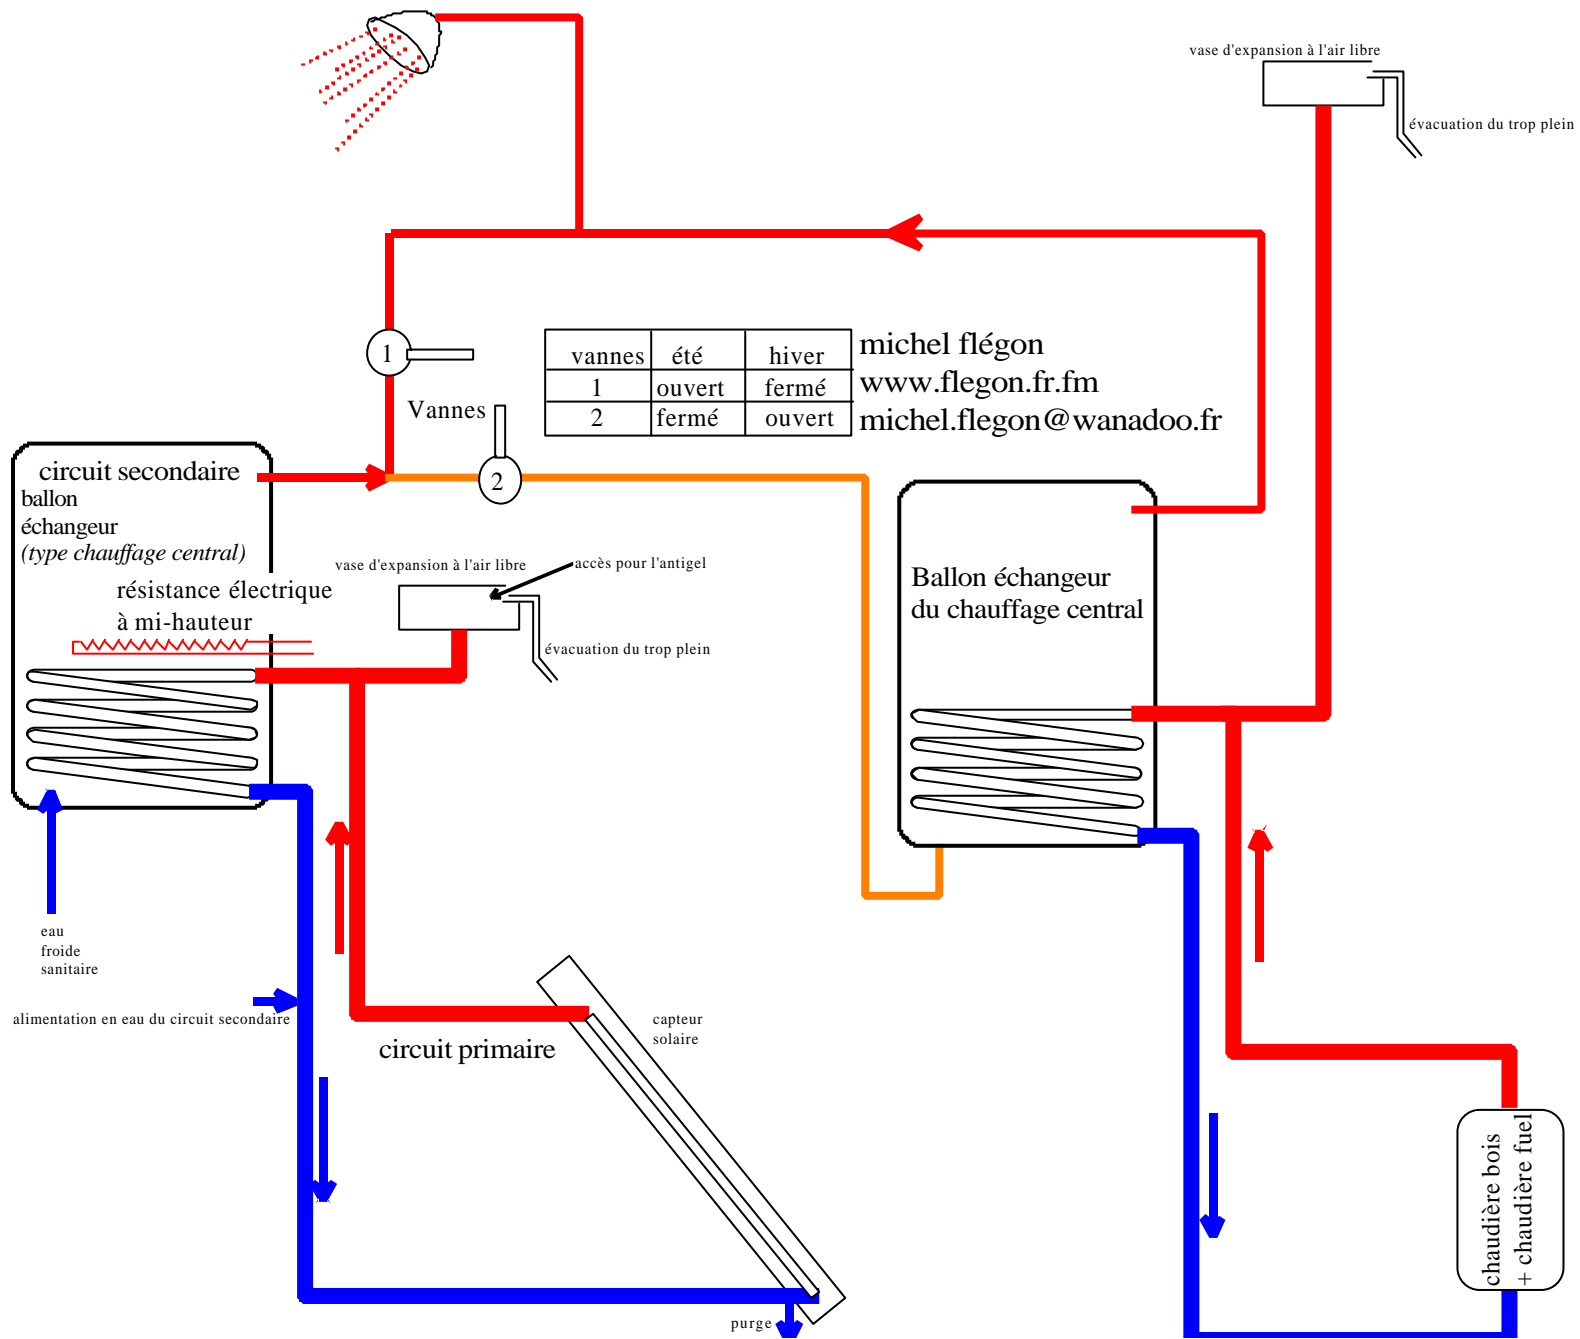 vase d'expansion à l'air libre
évacuation du trop plein
1
vannes été hiver
1 ouvert fermé
2 fermé ouvert
michel flégon
www.flegon.fr.fm
michel.flegon@wanadoo.fr
Vannes
2
circuit secondaire
ballon
échangeur
(type chauffage central)
résistance électrique
à mi-hauteur
vase d'expansion à l'air libre
accès pour l'antigel
évacuation du trop plein
Ballon échangeur
du chauffage central
eau
froide
sanitaire
alimentation en eau du circuit secondaire
circuit primaire
capteur
solaire
purge
chaudière bois
+ chaudière fuel